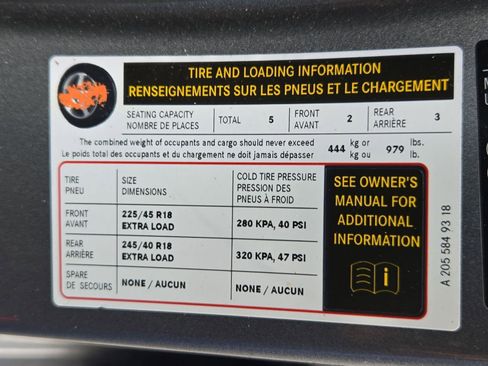 TIRE AND LOADING INFORMATION
RENSEIGNEMENTS SUR LES PNEUS ET LE CHARGEMENT
SEATING CAPACITY
NOMBRE DE PLACES
TOTAL 5
FRONT
AVANT
2
REAR
ARRIÈRE
3
The combined weight of occupants and cargo should never exceed
Le poids total des occupants et du chargement ne doit jamais dépasser
444 kg or
kg ou
979 lbs.
lb.
TIRE
PNEU
SIZE
DIMENSIONS
COLD TIRE PRESSURE
PRESSION DES
PNEUS À FROID
FRONT
AVANT
225/45 R18
EXTRA LOAD
280 KPA, 40 PSI
REAR
ARRIÈRE
245/40 R18
EXTRA LOAD
320 KPA, 47 PSI
SPARE
DE SECOURS
NONE / AUCUN
NONE / AUCUN
SEE OWNER'S
MANUAL FOR
ADDITIONAL
INFORMATION
i
A 205 584 93 18